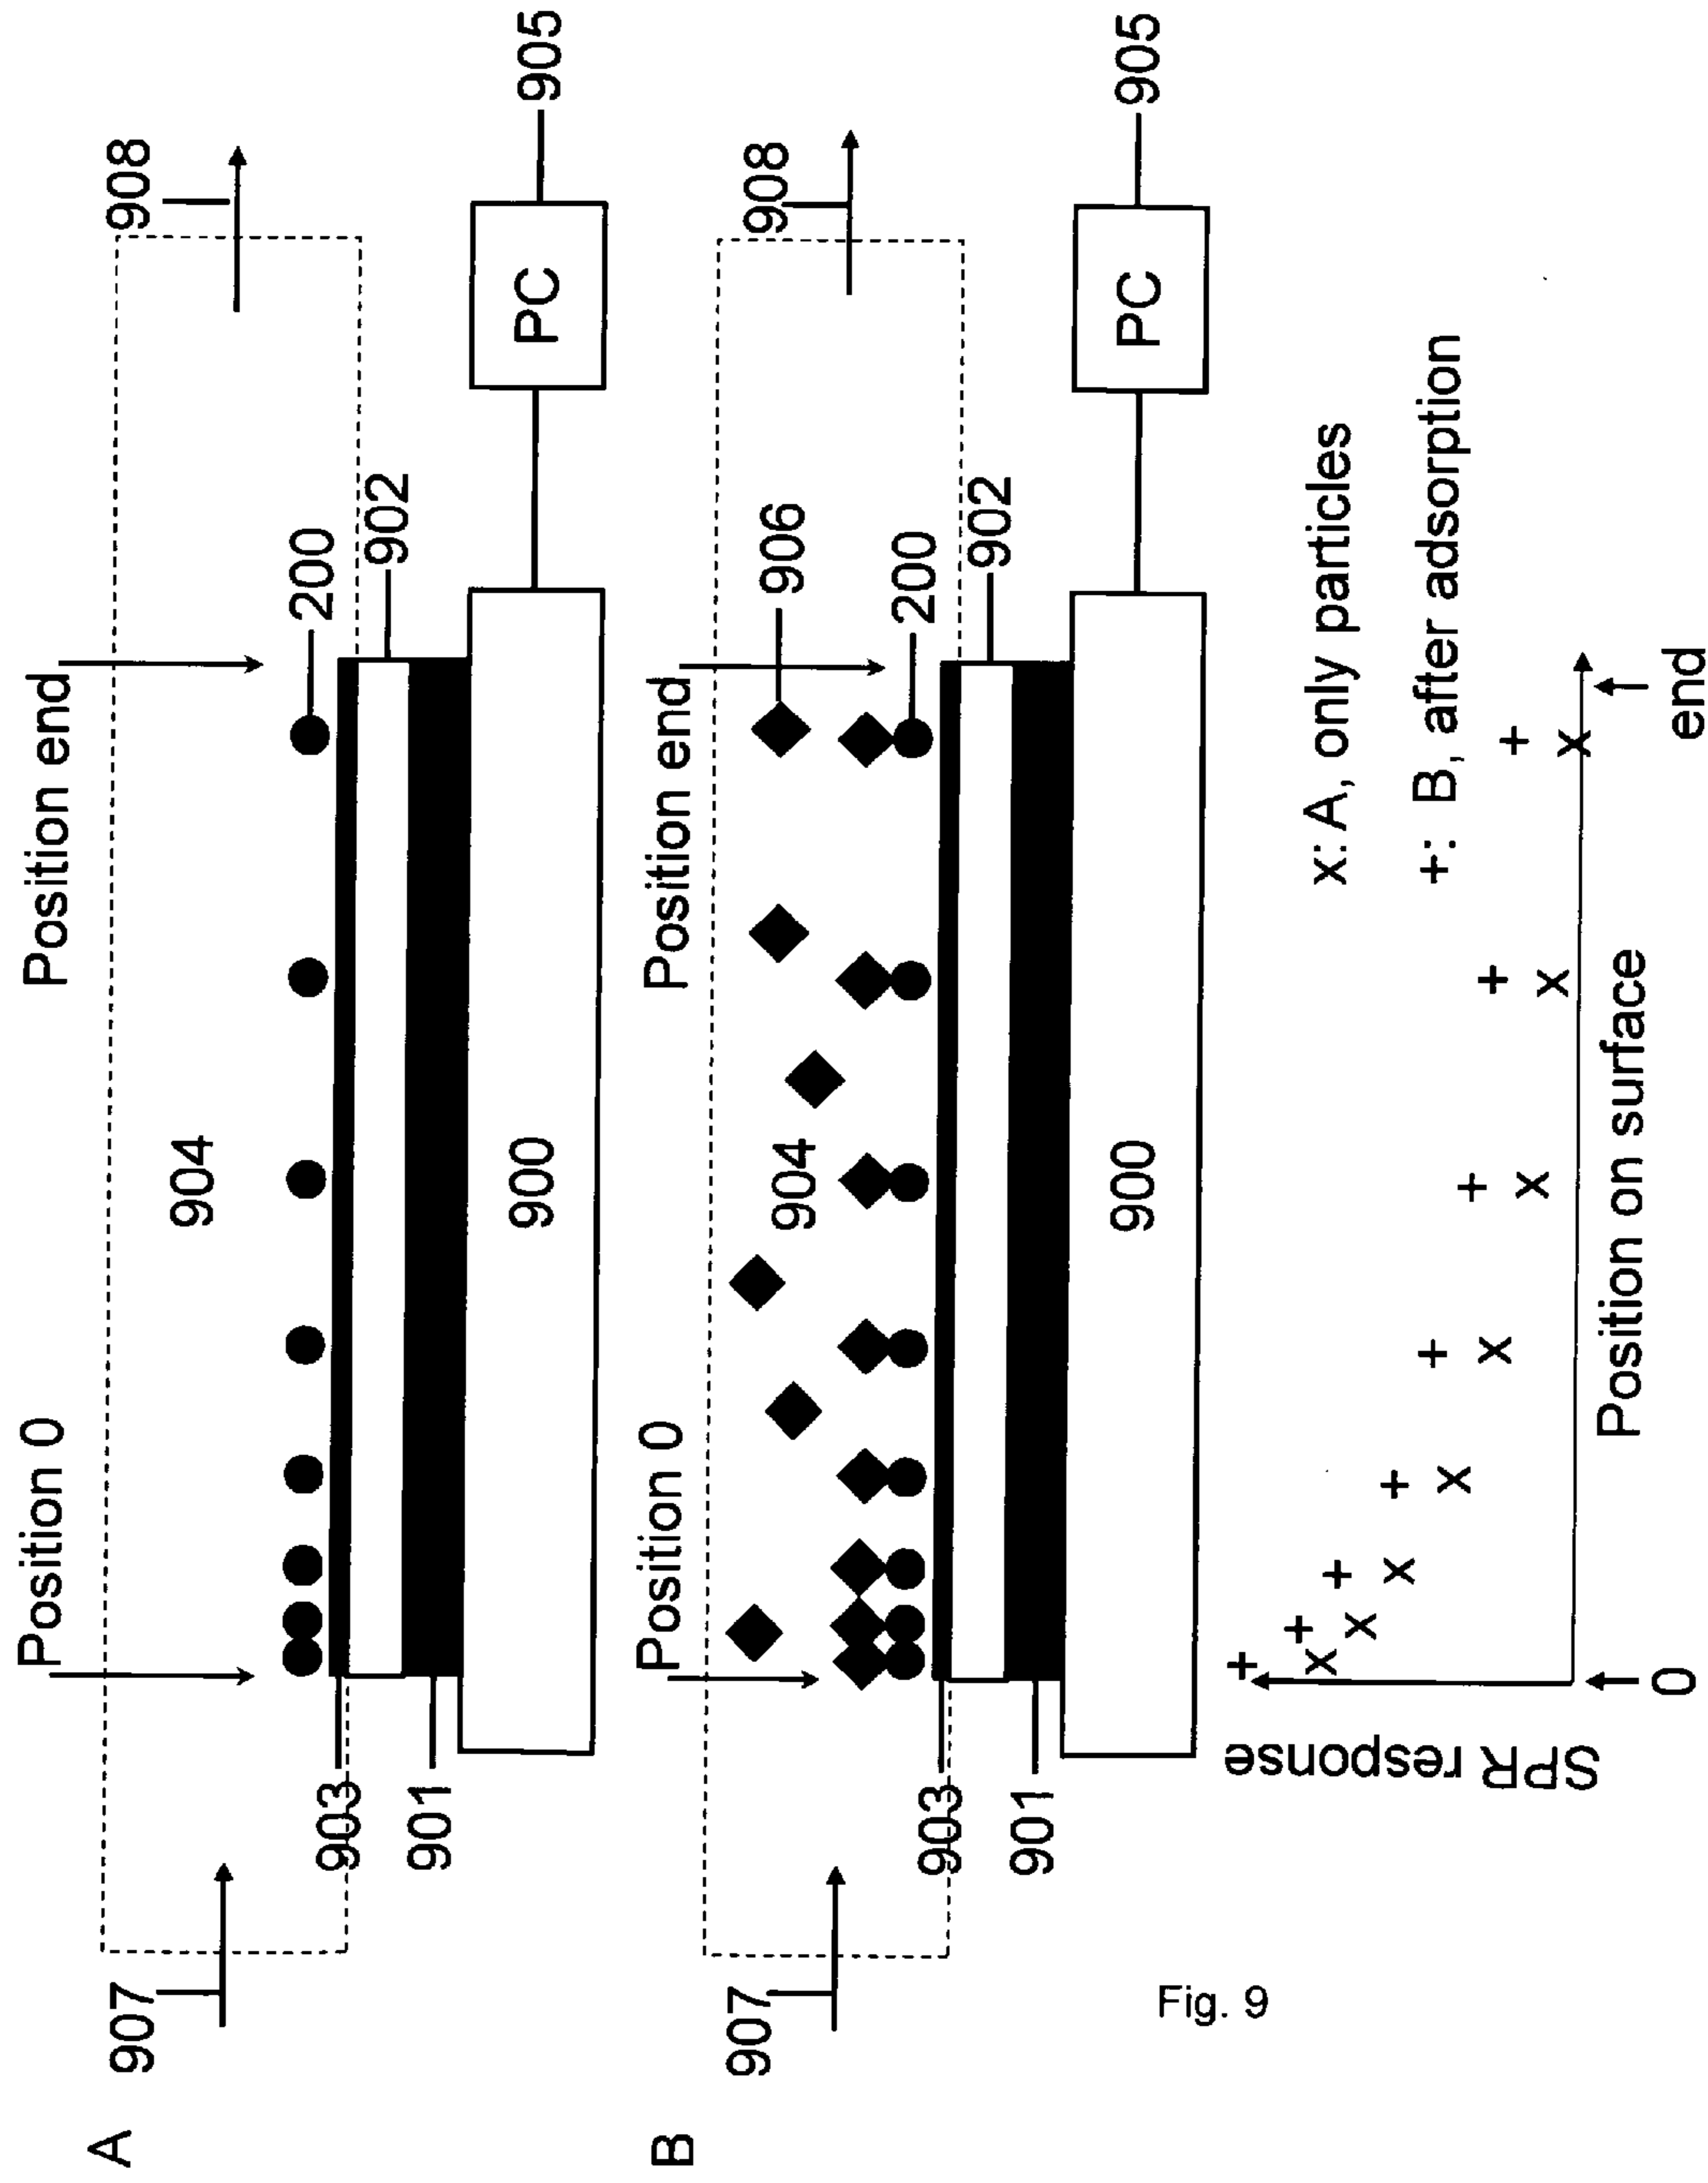 A
Position 0
Position end
907
904
908
200
903
902
901
900
PC
905
B
Position 0
Position end
907
906
904
908
200
903
902
901
900
PC
905
SPR response
x: A, only particles
+: B, after adsorption
x x x x x x x x
+ + + + + + + +
Position on surface
0
end
Fig. 9